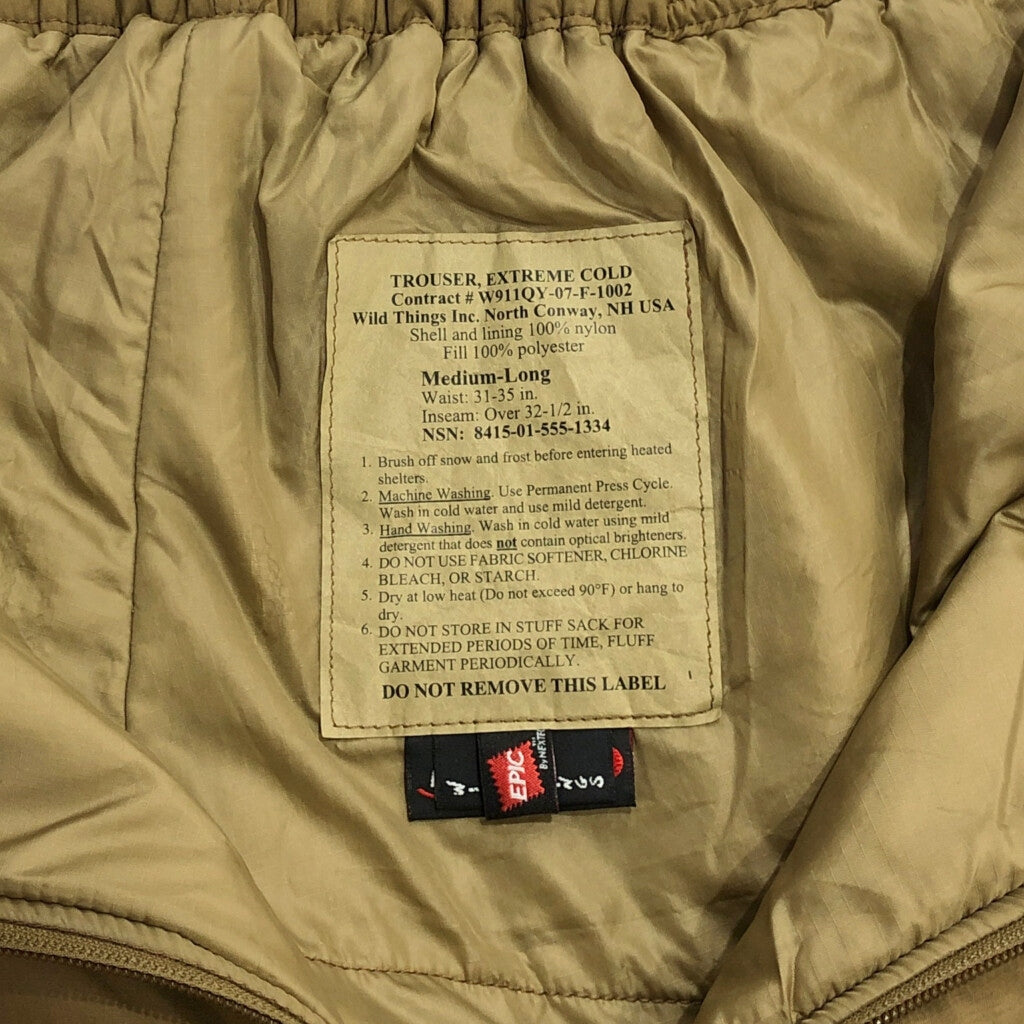 TROUSER, EXTREME COLD
Contract # W911QY-07-F-1002
Wild Things Inc. North Conway, NH USA
Shell and lining 100% nylon
Fill 100% polyester
Medium-Long
Waist: 31-35 in.
Inseam: Over 32-1/2 in.
NSN: 8415-01-555-1334
1. Brush off snow and frost before entering heated
shelters.
2. Machine Washing. Use Permanent Press Cycle.
Wash in cold water and use mild detergent.
3. Hand Washing. Wash in cold water using mild
detergent that does not contain optical brighteners.
4. DO NOT USE FABRIC SOFTENER, CHLORINE
BLEACH, OR STARCH.
5. Dry at low heat (Do not exceed 90°F) or hang to
dry.
6. DO NOT STORE IN STUFF SACK FOR
EXTENDED PERIODS OF TIME, FLUFF
GARMENT PERIODICALLY.
DO NOT REMOVE THIS LABEL
EPIC